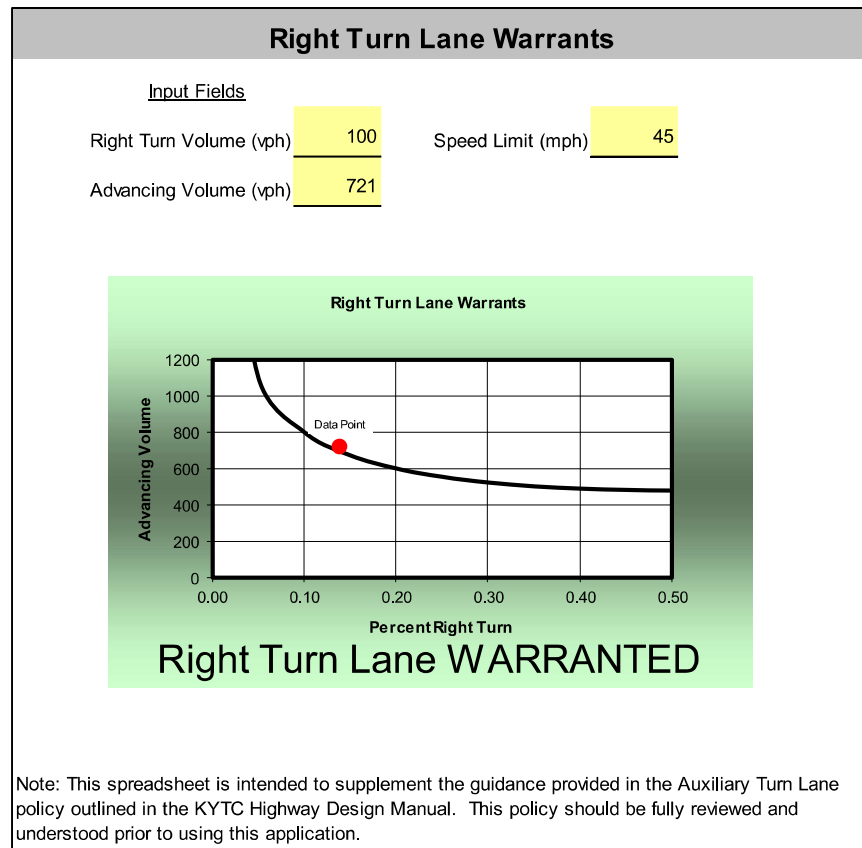 Right Turn Lane Warrants
Input Fields
Right Turn Volume (vph) 100 Speed Limit (mph) 45
Advancing Volume (vph) 721
Right Turn Lane Warrants
Advancing Volume
1200
1000
800
600
400
200
0
Data Point
0.00 0.10 0.20 0.30 0.40 0.50
Percent Right Turn
Right Turn Lane WARRANTED
Note: This spreadsheet is intended to supplement the guidance provided in the Auxiliary Turn Lane
policy outlined in the KYTC Highway Design Manual. This policy should be fully reviewed and
understood prior to using this application.